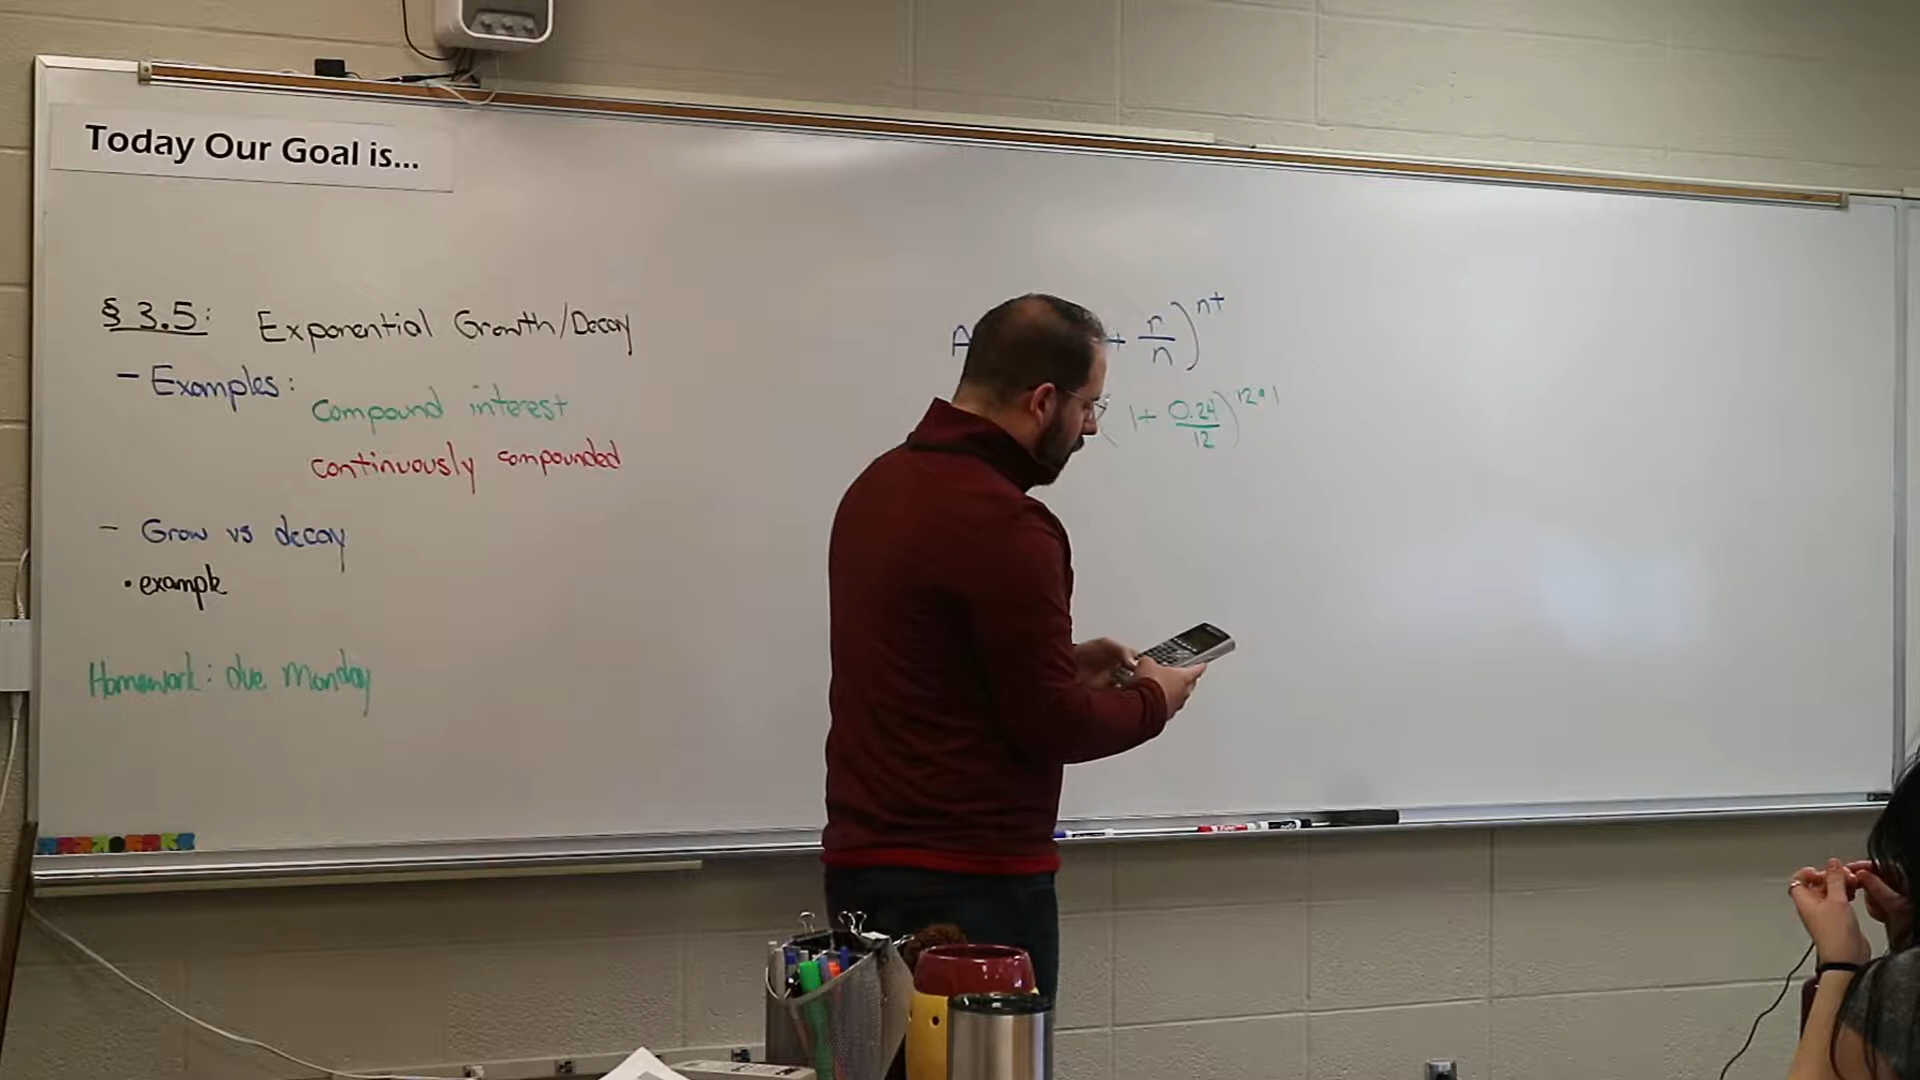 Today Our Goal is...
§ 3.5: Exponential Growth/Decay
- Examples: compound interest
continuously compounded
- Grow vs decay
• example
Homework: due Monday
A + r/n)^nt
(1 + 0.24/12)^12•1